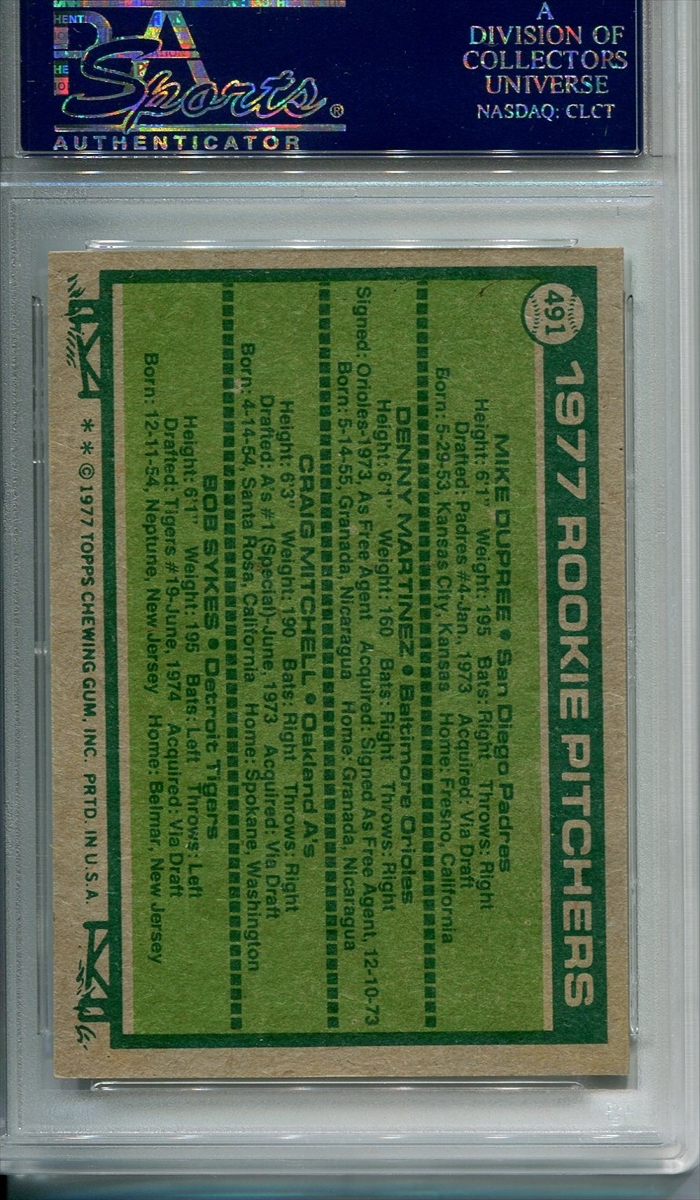 A
DIVISION OF
COLLECTORS
UNIVERSE
NASDAQ: CLCT
Sports®
AUTHENTICATOR
491
1977 ROOKIE PITCHERS
MIKE DUPREE • San Diego Padres
Height: 6'1" Weight: 195 Bats: Right Throws: Right
Drafted: Padres #4-Jan., 1973 Acquired: Via Draft
Born: 5-29-53, Kansas City, Kansas Home: Fresno, California
DENNY MARTINEZ • Baltimore Orioles
Height: 6'1" Weight: 160 Bats: Right Throws: Right
Signed: Orioles-1973, As Free Agent Acquired: Signed As Free Agent, 12-10-73
Born: 5-14-55, Granada, Nicaragua Home: Granada, Nicaragua
CRAIG MITCHELL • Oakland A's
Height: 6'3" Weight: 190 Bats: Right Throws: Right
Drafted: A's #1 (Special)-June, 1973 Acquired: Via Draft
Born: 4-14-54, Santa Rosa, California Home: Spokane, Washington
BOB SYKES • Detroit Tigers
Height: 6'1" Weight: 195 Bats: Left Throws: Left
Drafted: Tigers #19-June, 1974 Acquired: Via Draft
Born: 12-11-54, Neptune, New Jersey Home: Belmar, New Jersey
* * © 1977 TOPPS CHEWING GUM, INC. PRTD. IN U.S.A.